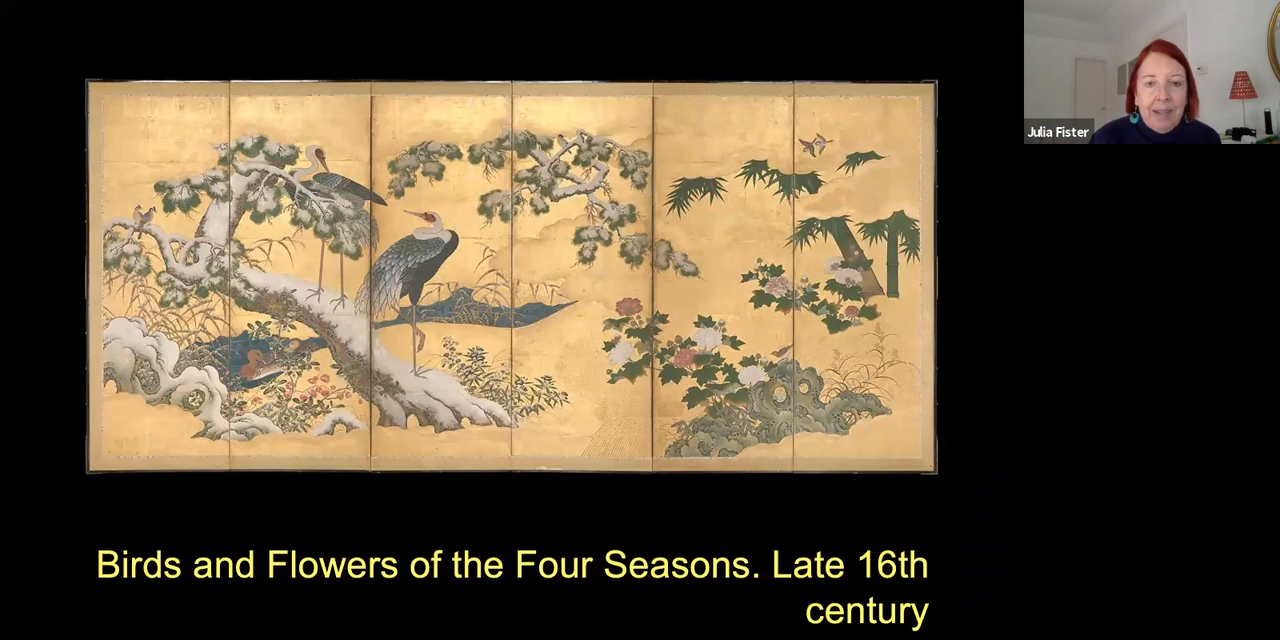 Julia Fister
Birds and Flowers of the Four Seasons. Late 16th
century